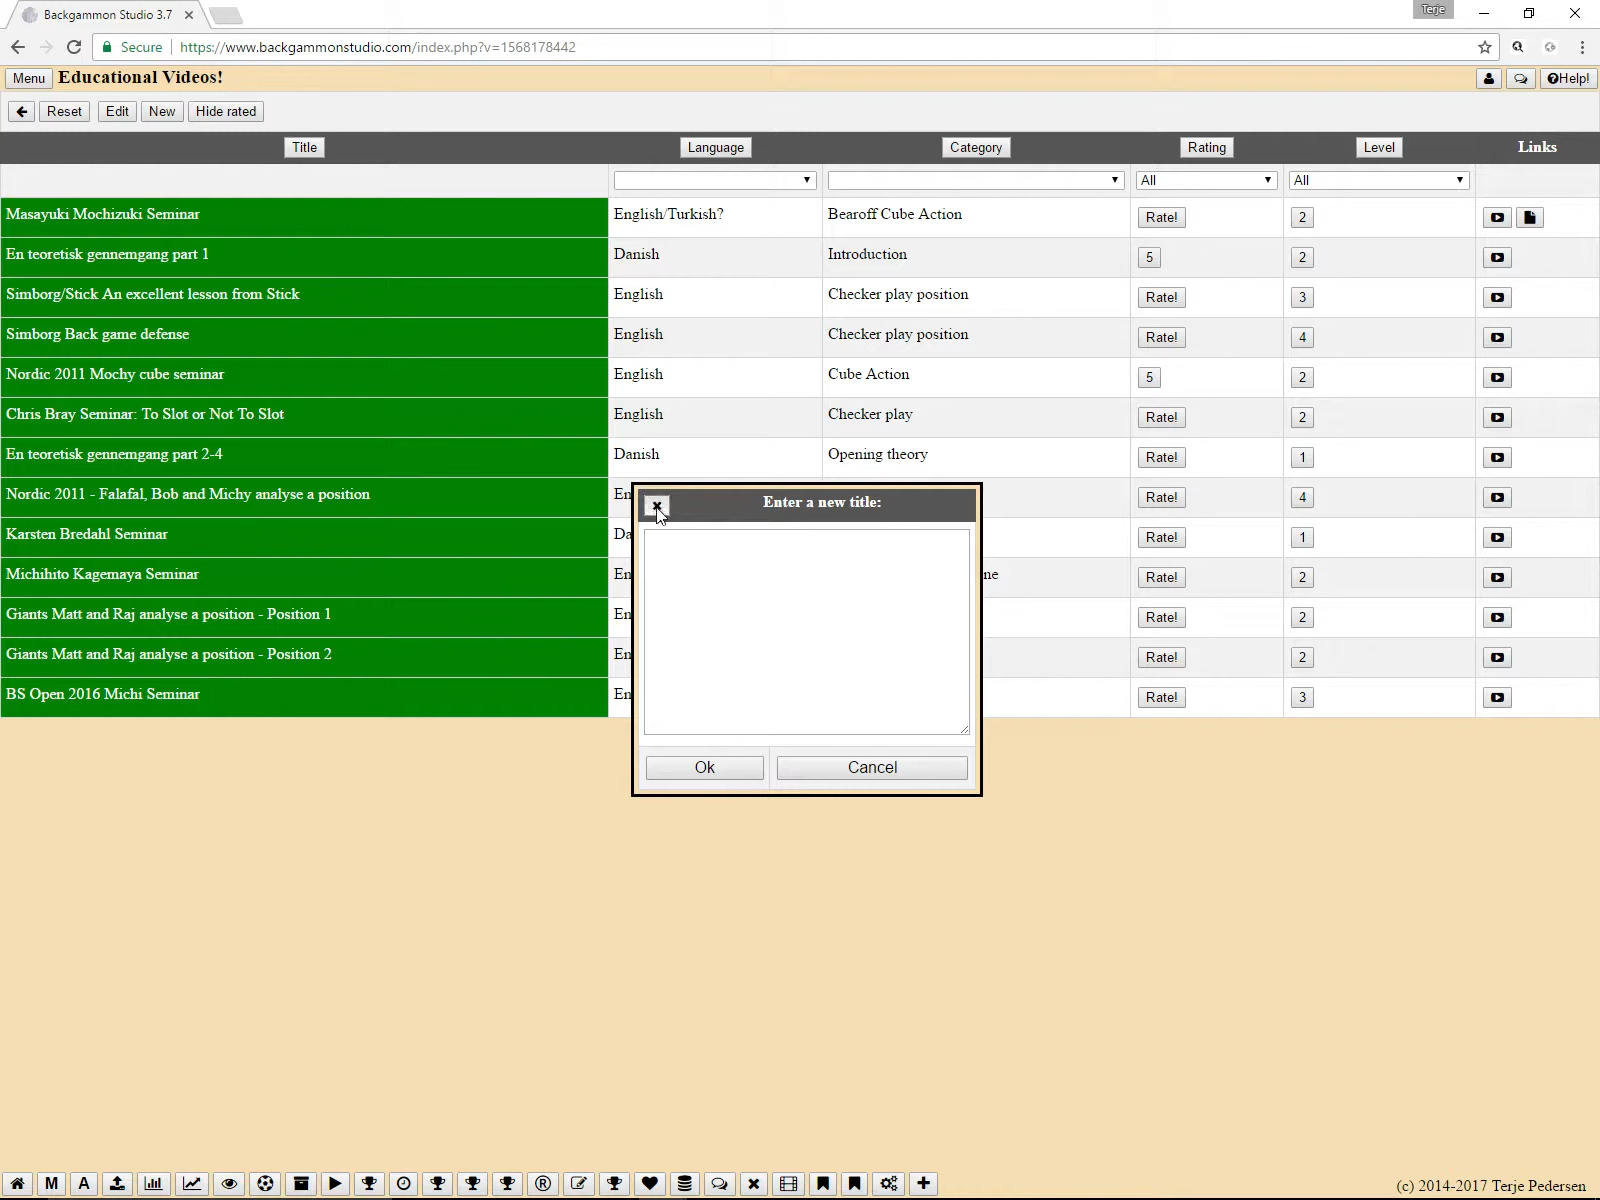 Backgammon Studio 3.7
Terje
Secure https://www.backgammonstudio.com/index.php?v=1568178442
Menu Educational Videos! Help!
Reset Edit New Hide rated
Title Language Category Rating Level Links
All All
Masayuki Mochizuki Seminar English/Turkish? Bearoff Cube Action Rate! 2
En teoretisk gennemgang part 1 Danish Introduction 5 2
Simborg/Stick An excellent lesson from Stick English Checker play position Rate! 3
Simborg Back game defense English Checker play position Rate! 4
Nordic 2011 Mochy cube seminar English Cube Action 5 2
Chris Bray Seminar: To Slot or Not To Slot English Checker play Rate! 2
En teoretisk gennemgang part 2-4 Danish Opening theory Rate! 1
Nordic 2011 - Falafal, Bob and Michy analyse a position En Rate! 4
Karsten Bredahl Seminar Da Rate! 1
Michihito Kagemaya Seminar En ne Rate! 2
Giants Matt and Raj analyse a position - Position 1 En Rate! 2
Giants Matt and Raj analyse a position - Position 2 En Rate! 2
BS Open 2016 Michi Seminar En Rate! 3
Enter a new title:
Ok Cancel
M A ®
(c) 2014-2017 Terje Pedersen